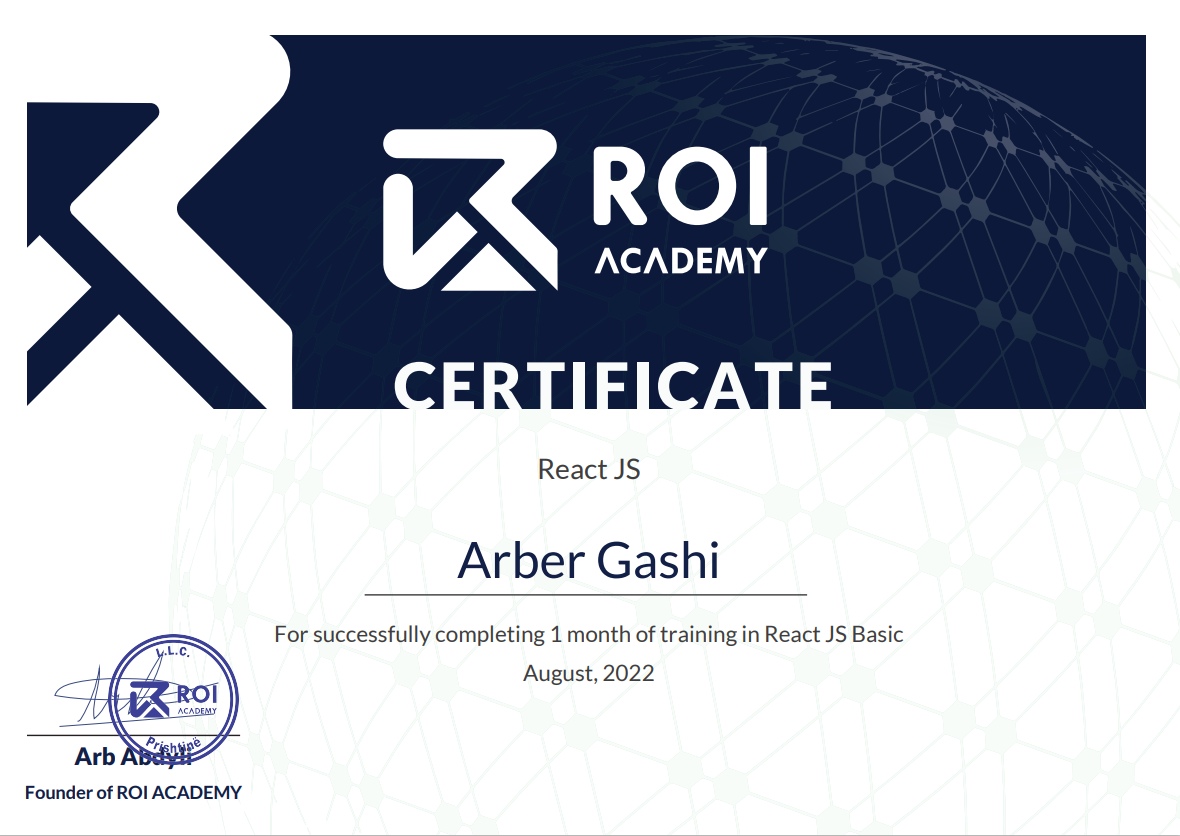 ROI
ACADEMY
CERTIFICATE
React JS
Arber Gashi
For successfully completing 1 month of training in React JS Basic
August, 2022
L.L.C.
ROI
ACADEMY
Prishtinë
Arb Abdyli
Founder of ROI ACADEMY